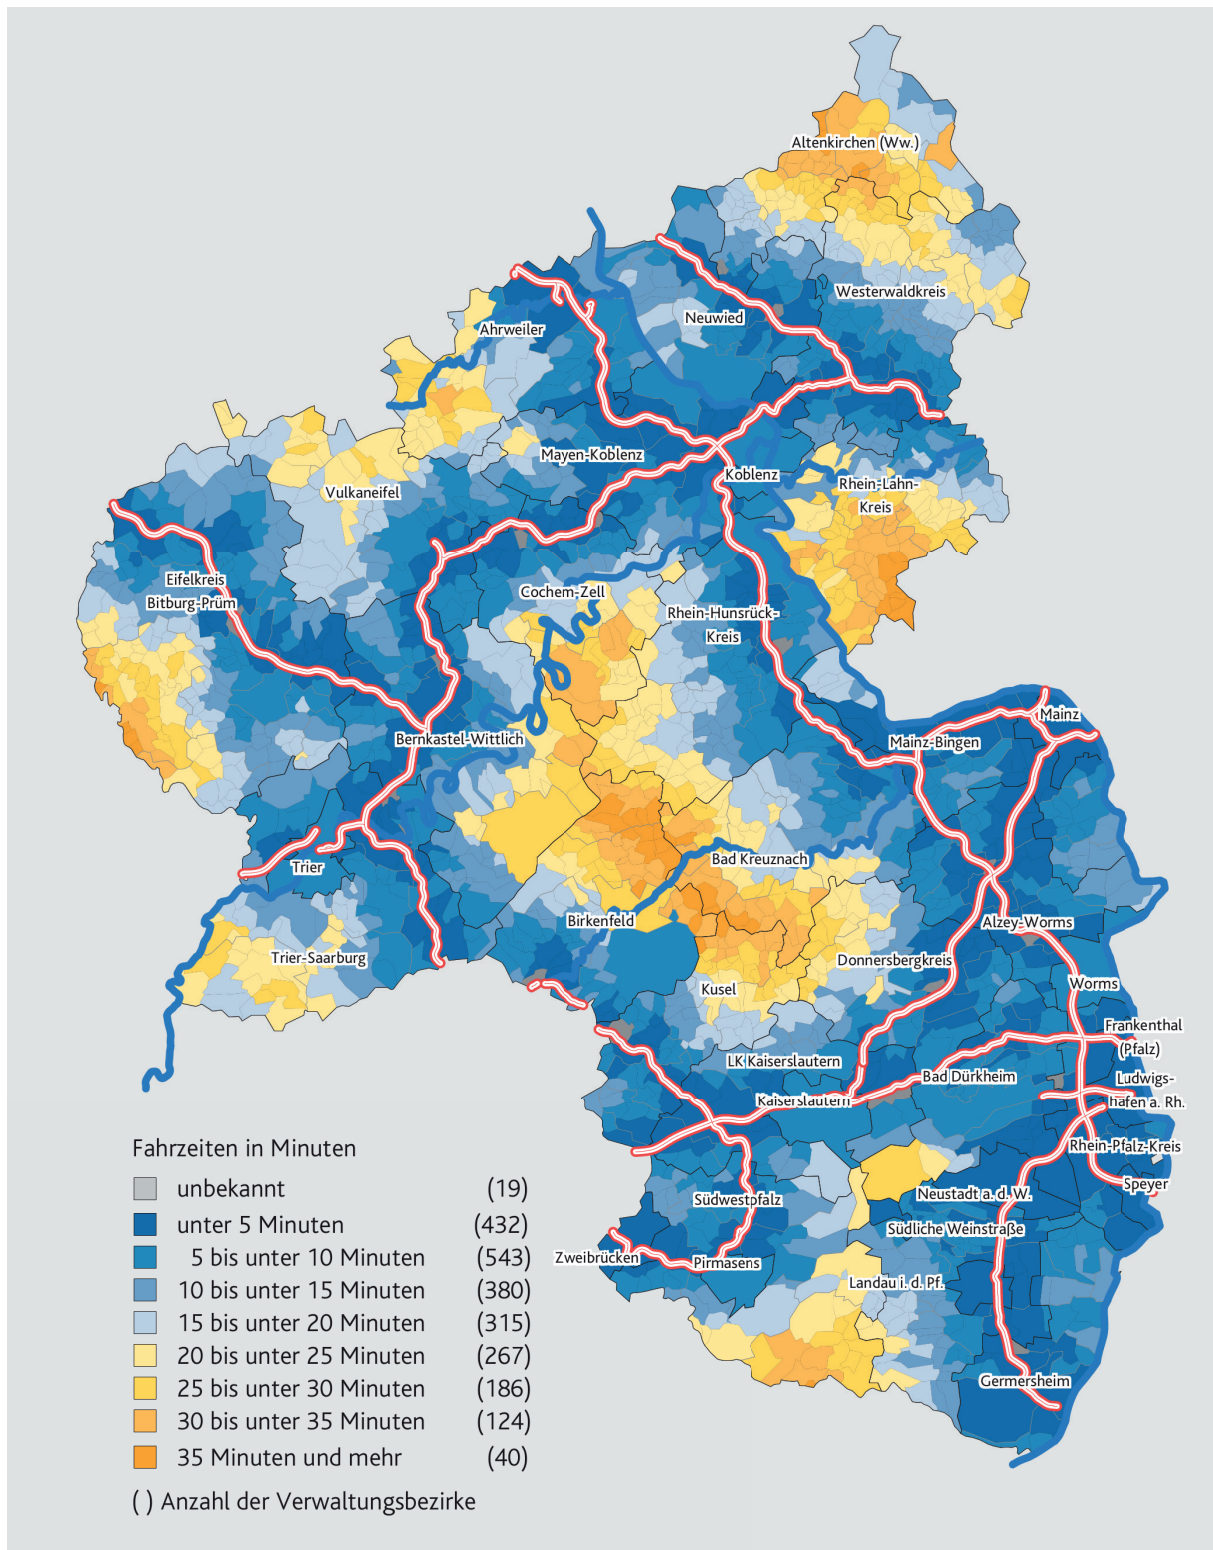 Altenkirchen (Ww.)
Westerwaldkreis
Neuwied
Ahrweiler
Mayen-Koblenz
Koblenz
Rhein-Lahn-
Kreis
Vulkaneifel
Eifelkreis
Bitburg-Prüm
Cochem-Zell
Rhein-Hunsrück-
Kreis
Mainz
Mainz-Bingen
Bernkastel-Wittlich
Trier
Bad Kreuznach
Birkenfeld
Alzey-Worms
Trier-Saarburg
Donnersbergkreis
Kusel
Worms
Frankenthal
(Pfalz)
LK Kaiserslautern
Bad Dürkheim
Ludwigs-
hafen a. Rh.
Kaiserslautern
Rhein-Pfalz-Kreis
Speyer
Neustadt a. d. W.
Südwestpfalz
Südliche Weinstraße
Zweibrücken
Pirmasens
Landau i. d. Pf.
Germersheim
Fahrzeiten in Minuten
unbekannt (19)
unter 5 Minuten (432)
5 bis unter 10 Minuten (543)
10 bis unter 15 Minuten (380)
15 bis unter 20 Minuten (315)
20 bis unter 25 Minuten (267)
25 bis unter 30 Minuten (186)
30 bis unter 35 Minuten (124)
35 Minuten und mehr (40)
( ) Anzahl der Verwaltungsbezirke